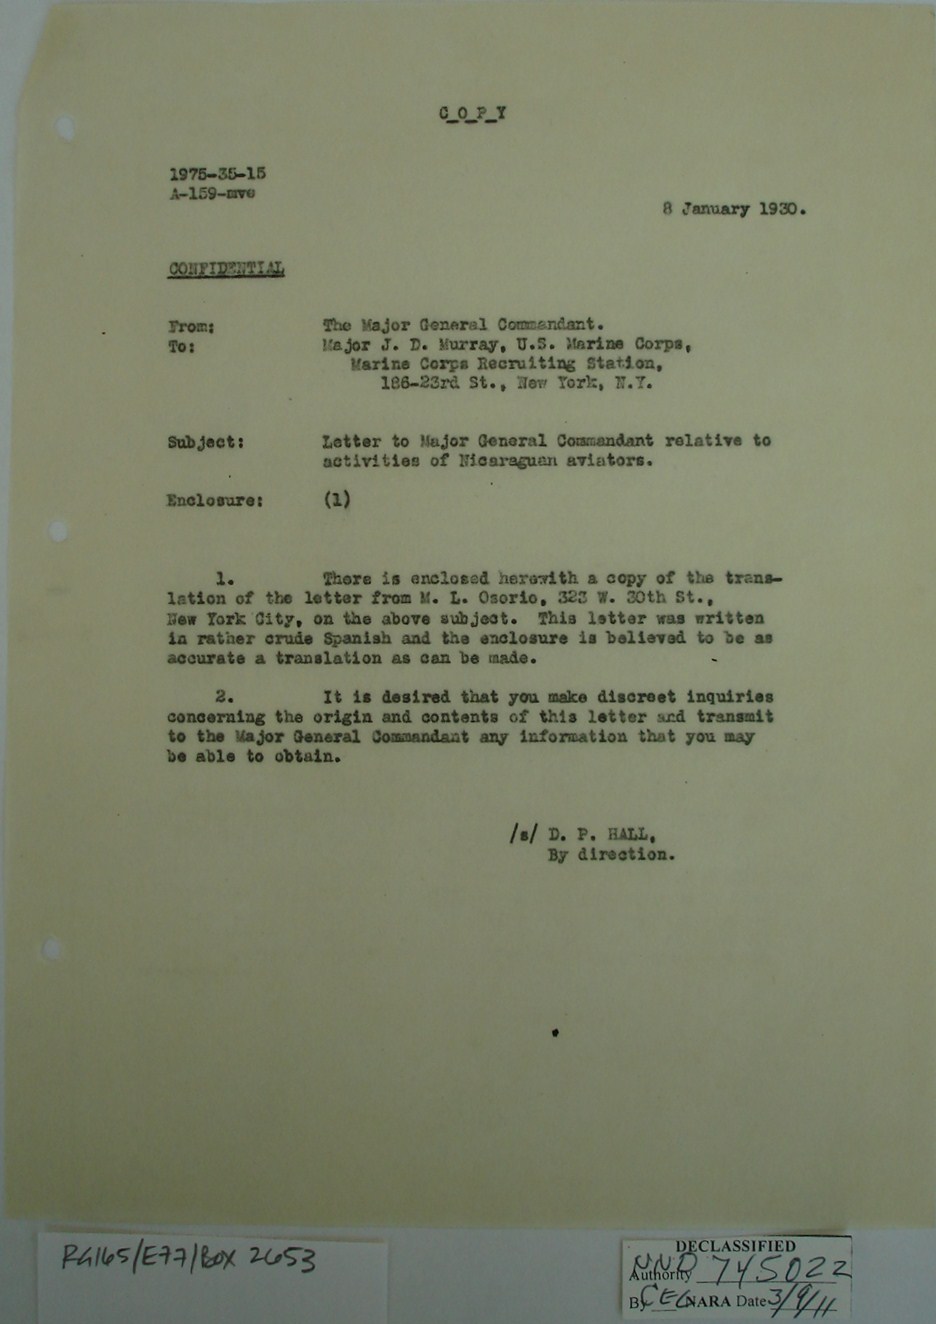 C_O_P_Y
1975-35-15
A-159-mve
8 January 1930.
CONFIDENTIAL
From: The Major General Commandant.
To: Major J. D. Murray, U.S. Marine Corps,
Marine Corps Recruiting Station,
186-23rd St., New York, N.Y.
Subject: Letter to Major General Commandant relative to
activities of Nicaraguan aviators.
Enclosure: (1)
1. There is enclosed herewith a copy of the trans-
lation of the letter from M. L. Osorio, 323 W. 30th St.,
New York City, on the above subject. This letter was written
in rather crude Spanish and the enclosure is believed to be as
accurate a translation as can be made.
2. It is desired that you make discreet inquiries
concerning the origin and contents of this letter and transmit
to the Major General Commandant any information that you may
be able to obtain.
/s/ D. P. HALL,
By direction.
RG165/E77/Box 2653
DECLASSIFIED
Authority NND 745022
By CEG NARA Date 3/9/11